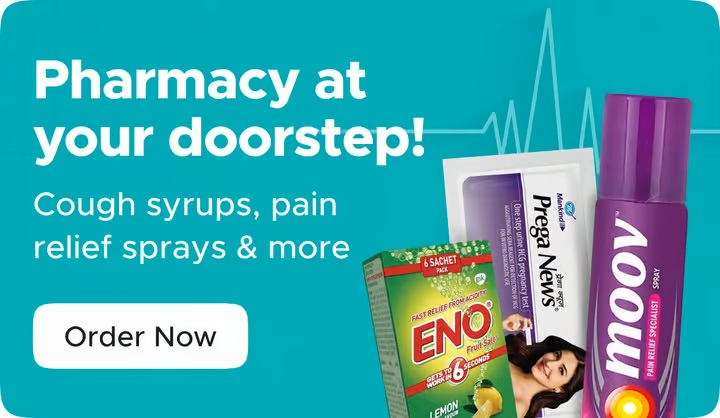 Pharmacy at
your doorstep!
Cough syrups, pain
relief sprays & more
Order Now
6 SACHET
PACK
gsk
FAST RELIEF FROM ACIDITY
ENO
Fruit Salt
GETS TO
WORK IN 6 SECONDS
LEMON
Mankind
Prega News
One step urine HCG pregnancy test
moov™
SPRAY
PAIN RELIEF SPECIALIST